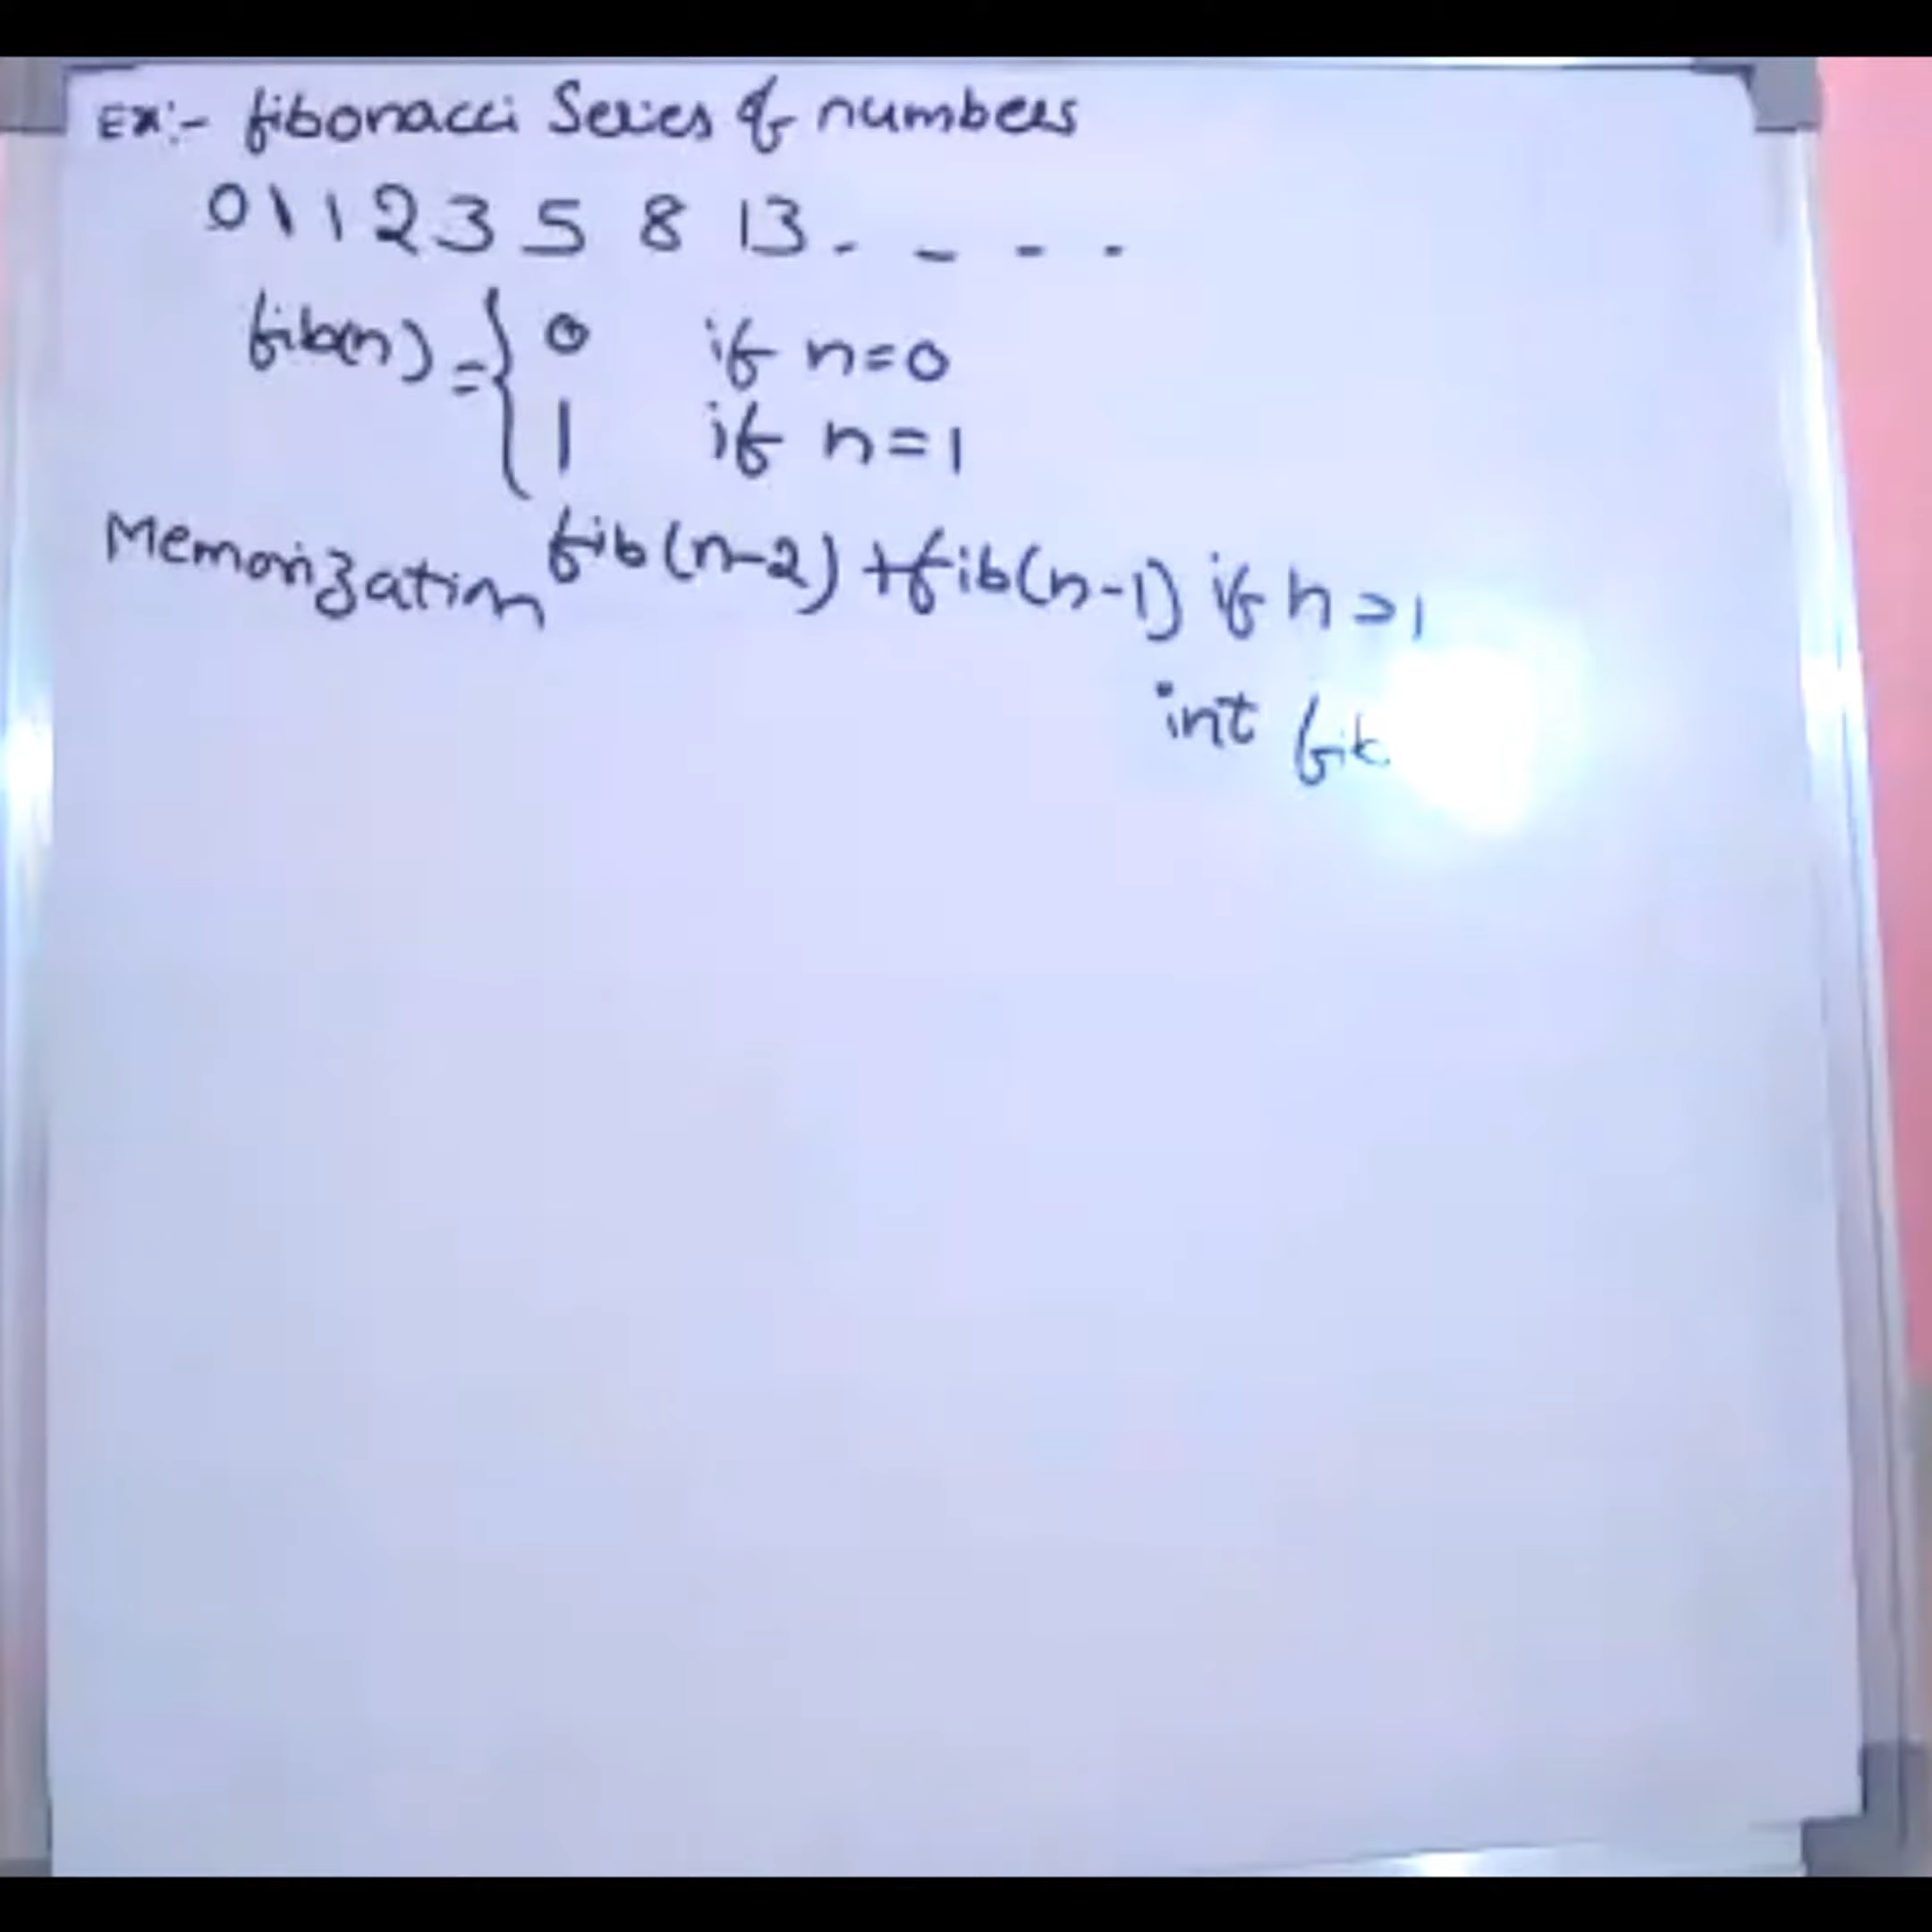 Ex:- fibonacci Series of numbers
0 1 1 2 3 5 8 13 - - - -
fib(n) = { 0 if n=0
1 if n=1
Memorization fib(n-2) + fib(n-1) if n>1
int